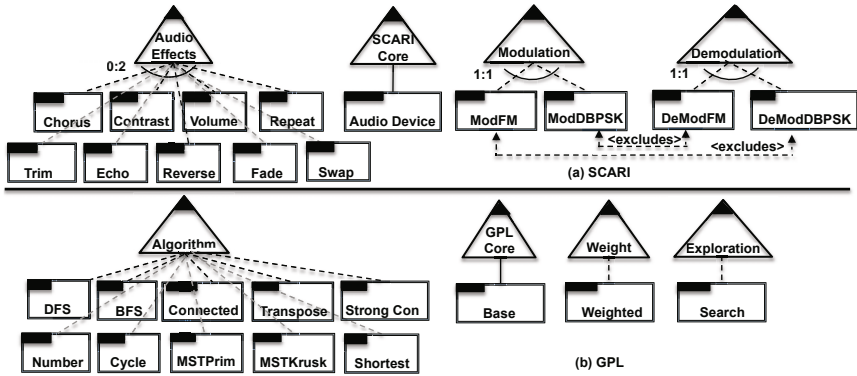 Audio
Effects
0:2
SCARI
Core
Modulation
1:1
Demodulation
1:1
Chorus
Contrast
Volume
Repeat
Audio Device
ModFM
ModDBPSK
DeModFM
DeModDBPSK
Trim
Echo
Reverse
Fade
Swap
<excludes>
<excludes>
(a) SCARI
Algorithm
GPL
Core
Weight
Exploration
DFS
BFS
Connected
Transpose
Strong Con
Base
Weighted
Search
Number
Cycle
MSTPrim
MSTKrusk
Shortest
(b) GPL